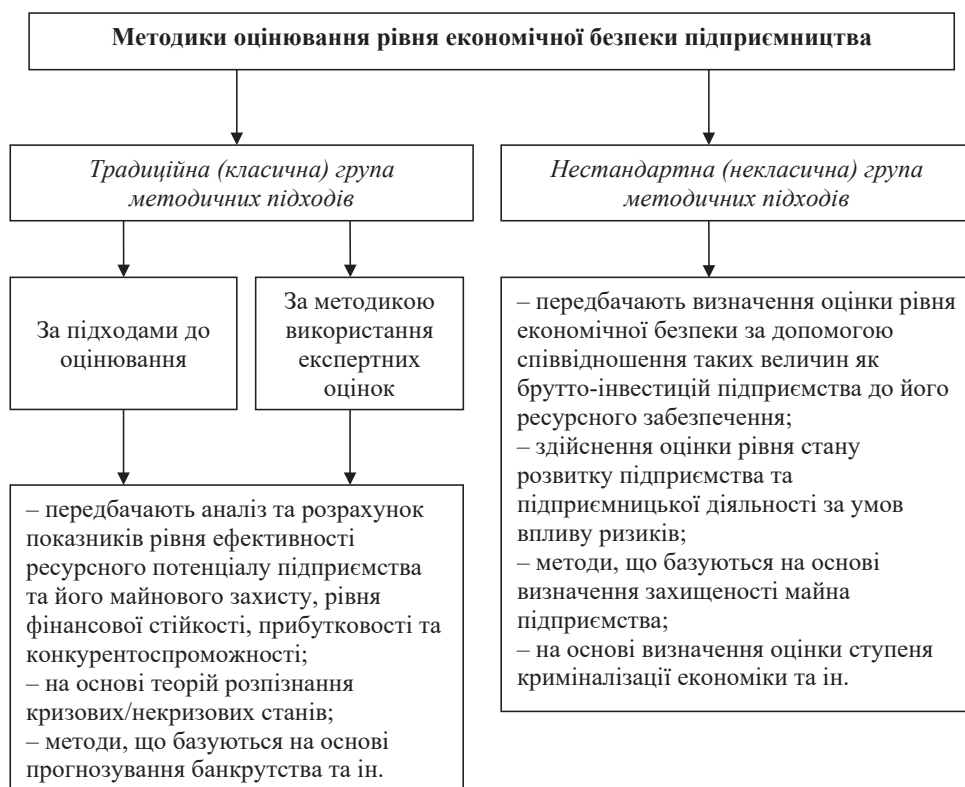 Методики оцінювання рівня економічної безпеки підприємництва
Традиційна (класична) група
методичних підходів
Нестандартна (некласична) група
методичних підходів
За підходами до
оцінювання
За методикою
використання
експертних
оцінок
– передбачають аналіз та розрахунок
показників рівня ефективності
ресурсного потенціалу підприємства
та його майнового захисту, рівня
фінансової стійкості, прибутковості та
конкурентоспроможності;
– на основі теорій розпізнання
кризових/некризових станів;
– методи, що базуються на основі
прогнозування банкрутства та ін.
– передбачають визначення оцінки рівня
економічної безпеки за допомогою
співвідношення таких величин як
брутто-інвестицій підприємства до його
ресурсного забезпечення;
– здійснення оцінки рівня стану
розвитку підприємства та
підприємницької діяльності за умов
впливу ризиків;
– методи, що базуються на основі
визначення захищеності майна
підприємства;
– на основі визначення оцінки ступеня
криміналізації економіки та ін.